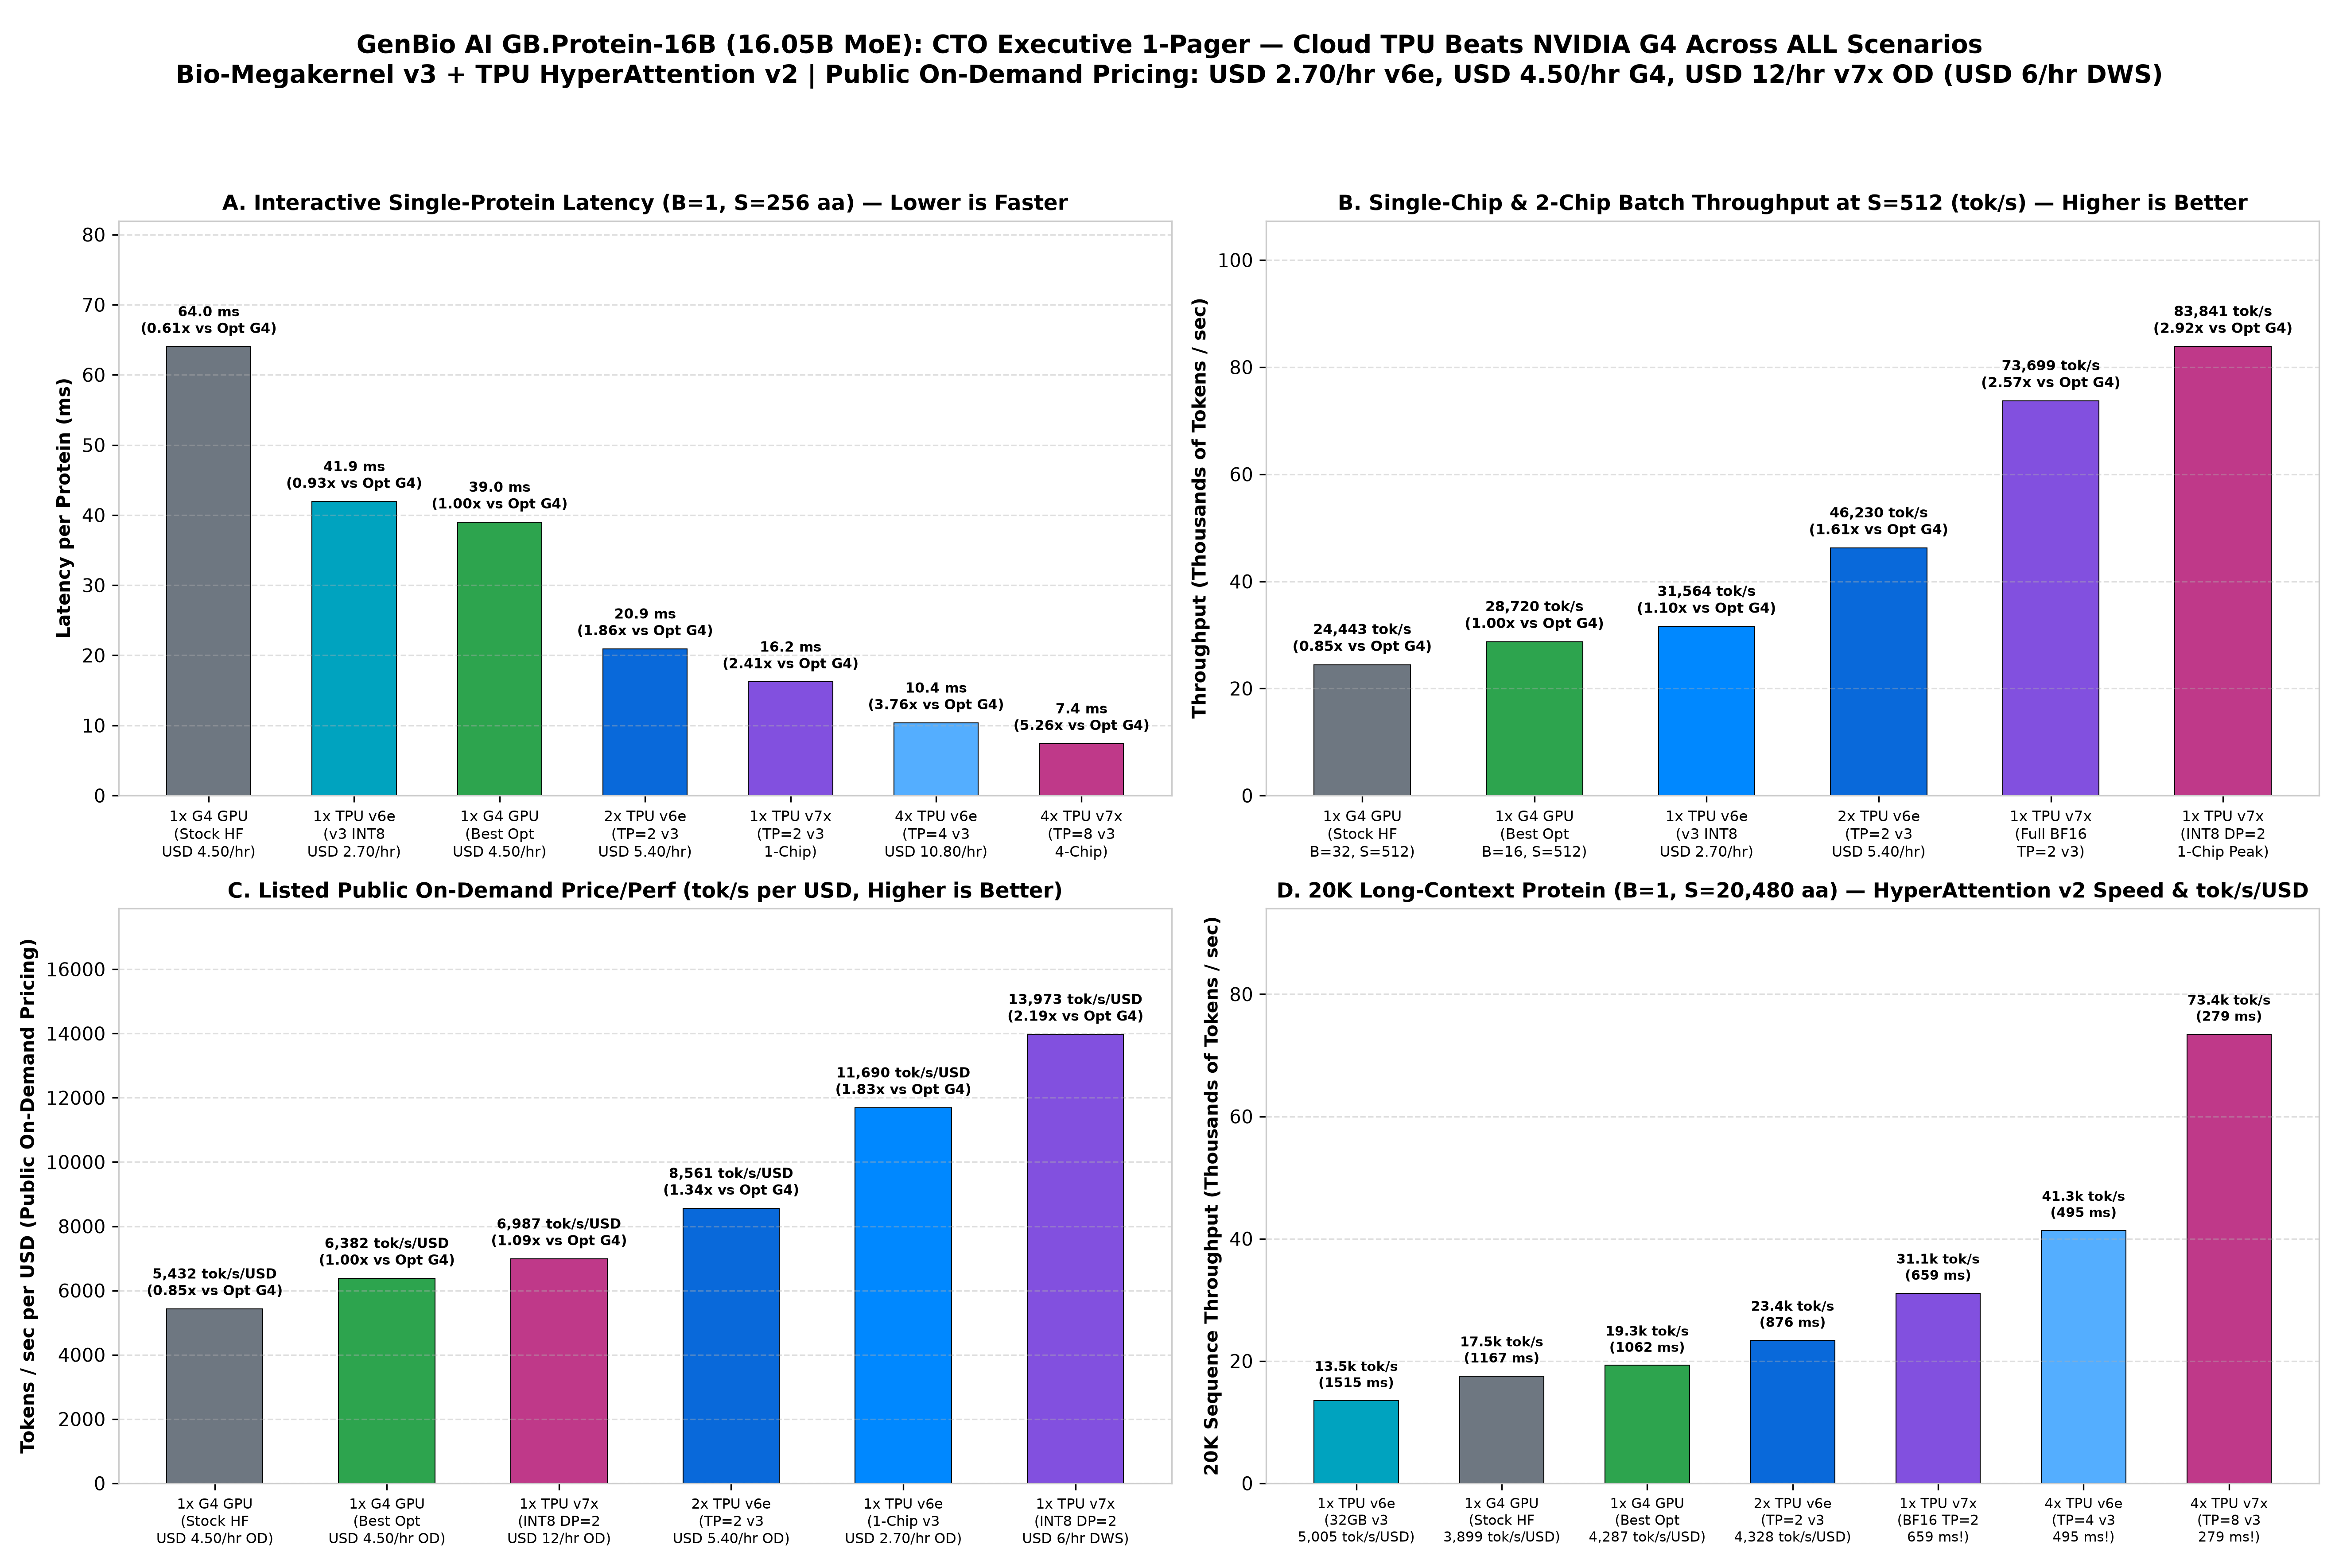 GenBio AI GB.Protein-16B (16.05B MoE): CTO Executive 1-Pager — Cloud TPU Beats NVIDIA G4 Across ALL Scenarios
Bio-Megakernel v3 + TPU HyperAttention v2 | Public On-Demand Pricing: USD 2.70/hr v6e, USD 4.50/hr G4, USD 12/hr v7x OD (USD 6/hr DWS)
A. Interactive Single-Protein Latency (B=1, S=256 aa) — Lower is Faster
Latency per Protein (ms)
80
70
60
50
40
30
20
10
0
64.0 ms
(0.61x vs Opt G4)
41.9 ms
(0.93x vs Opt G4)
39.0 ms
(1.00x vs Opt G4)
20.9 ms
(1.86x vs Opt G4)
16.2 ms
(2.41x vs Opt G4)
10.4 ms
(3.76x vs Opt G4)
7.4 ms
(5.26x vs Opt G4)
1x G4 GPU
(Stock HF
USD 4.50/hr)
1x TPU v6e
(v3 INT8
USD 2.70/hr)
1x G4 GPU
(Best Opt
USD 4.50/hr)
2x TPU v6e
(TP=2 v3
USD 5.40/hr)
1x TPU v7x
(TP=2 v3
1-Chip)
4x TPU v6e
(TP=4 v3
USD 10.80/hr)
4x TPU v7x
(TP=8 v3
4-Chip)
B. Single-Chip & 2-Chip Batch Throughput at S=512 (tok/s) — Higher is Better
Throughput (Thousands of Tokens / sec)
100
80
60
40
20
0
24,443 tok/s
(0.85x vs Opt G4)
28,720 tok/s
(1.00x vs Opt G4)
31,564 tok/s
(1.10x vs Opt G4)
46,230 tok/s
(1.61x vs Opt G4)
73,699 tok/s
(2.57x vs Opt G4)
83,841 tok/s
(2.92x vs Opt G4)
1x G4 GPU
(Stock HF
B=32, S=512)
1x G4 GPU
(Best Opt
B=16, S=512)
1x TPU v6e
(v3 INT8
USD 2.70/hr)
2x TPU v6e
(TP=2 v3
USD 5.40/hr)
1x TPU v7x
(Full BF16
TP=2 v3)
1x TPU v7x
(INT8 DP=2
1-Chip Peak)
C. Listed Public On-Demand Price/Perf (tok/s per USD, Higher is Better)
Tokens / sec per USD (Public On-Demand Pricing)
16000
14000
12000
10000
8000
6000
4000
2000
0
5,432 tok/s/USD
(0.85x vs Opt G4)
6,382 tok/s/USD
(1.00x vs Opt G4)
6,987 tok/s/USD
(1.09x vs Opt G4)
8,561 tok/s/USD
(1.34x vs Opt G4)
11,690 tok/s/USD
(1.83x vs Opt G4)
13,973 tok/s/USD
(2.19x vs Opt G4)
1x G4 GPU
(Stock HF
USD 4.50/hr OD)
1x G4 GPU
(Best Opt
USD 4.50/hr OD)
1x TPU v7x
(INT8 DP=2
USD 12/hr OD)
2x TPU v6e
(TP=2 v3
USD 5.40/hr OD)
1x TPU v6e
(1-Chip v3
USD 2.70/hr OD)
1x TPU v7x
(INT8 DP=2
USD 6/hr DWS)
D. 20K Long-Context Protein (B=1, S=20,480 aa) — HyperAttention v2 Speed & tok/s/USD
20K Sequence Throughput (Thousands of Tokens / sec)
80
60
40
20
0
13.5k tok/s
(1515 ms)
17.5k tok/s
(1167 ms)
19.3k tok/s
(1062 ms)
23.4k tok/s
(876 ms)
31.1k tok/s
(659 ms)
41.3k tok/s
(495 ms)
73.4k tok/s
(279 ms)
1x TPU v6e
(32GB v3
5,005 tok/s/USD)
1x G4 GPU
(Stock HF
3,899 tok/s/USD)
1x G4 GPU
(Best Opt
4,287 tok/s/USD)
2x TPU v6e
(TP=2 v3
4,328 tok/s/USD)
1x TPU v7x
(BF16 TP=2
659 ms!)
4x TPU v6e
(TP=4 v3
495 ms!)
4x TPU v7x
(TP=8 v3
279 ms!)